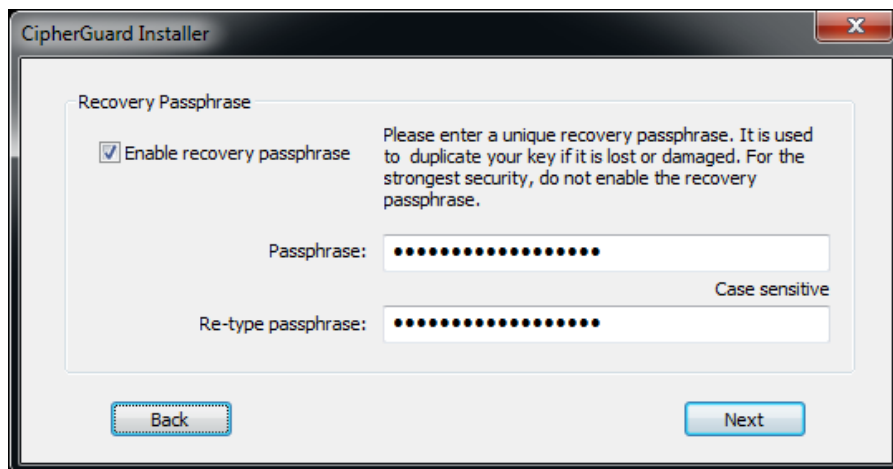 CipherGuard Installer
Recovery Passphrase
Enable recovery passphrase
Please enter a unique recovery passphrase. It is used
to duplicate your key if it is lost or damaged. For the
strongest security, do not enable the recovery
passphrase.
Passphrase: ••••••••••••••••••
Case sensitive
Re-type passphrase: ••••••••••••••••••
Back
Next